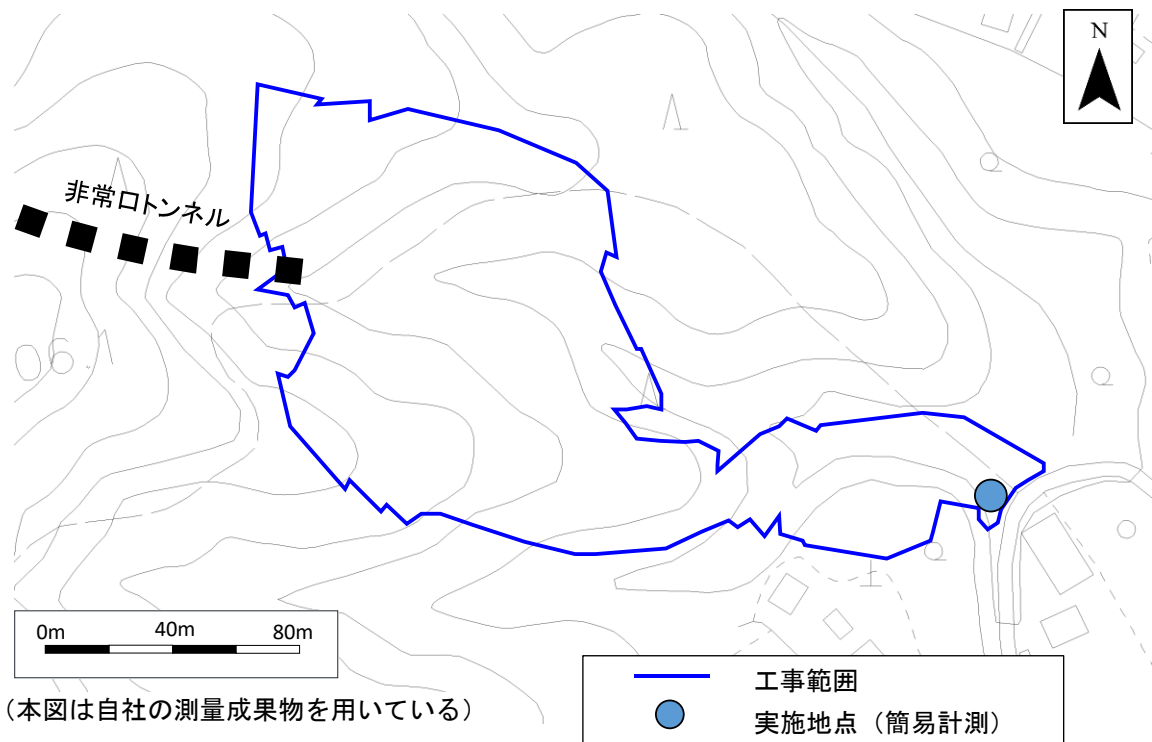 N
非常口トンネル
0m 40m 80m
（本図は自社の測量成果物を用いている）
工事範囲
実施地点（簡易計測）